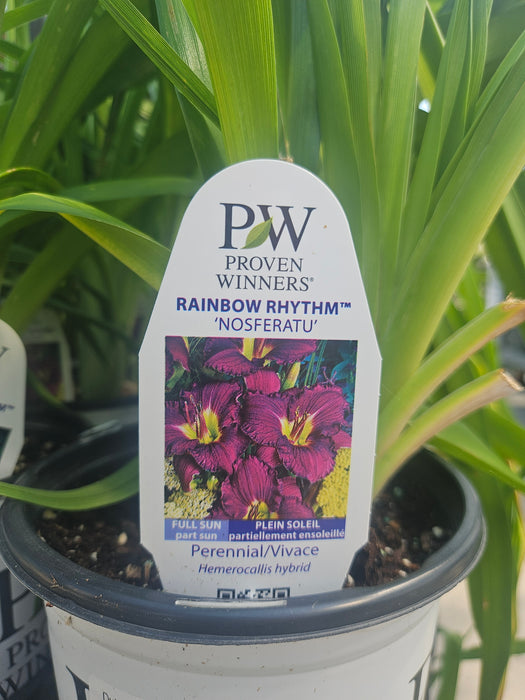 PW
PROVEN
WINNERS®
RAINBOW RHYTHM™
'NOSFERATU'
FULL SUN
part sun
PLEIN SOLEIL
partiellement ensoleillé
Perennial/Vivace
Hemerocallis hybrid